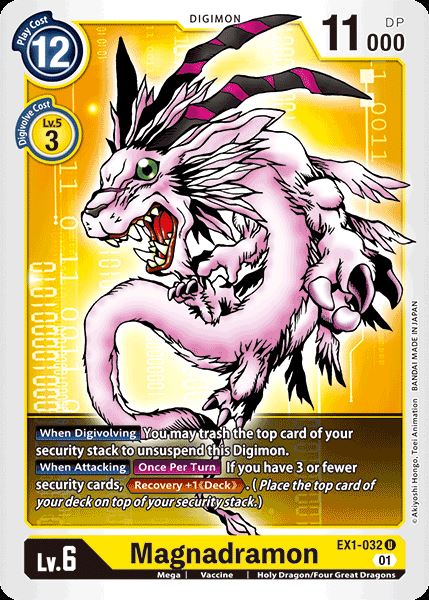 Play Cost
12
DIGIMON
11000
DP
Digivolve Cost
Lv.5
3
When Digivolving You may trash the top card of your
security stack to unsuspend this Digimon.
When Attacking Once Per Turn If you have 3 or fewer
security cards, Recovery +1《Deck》. (Place the top card of
your deck on top of your security stack.)
©Akiyoshi Hongo, Toei Animation BANDAI MADE IN JAPAN
Lv.6
Magnadramon
EX1-032 U
01
Mega | Vaccine | Holy Dragon/Four Great Dragons